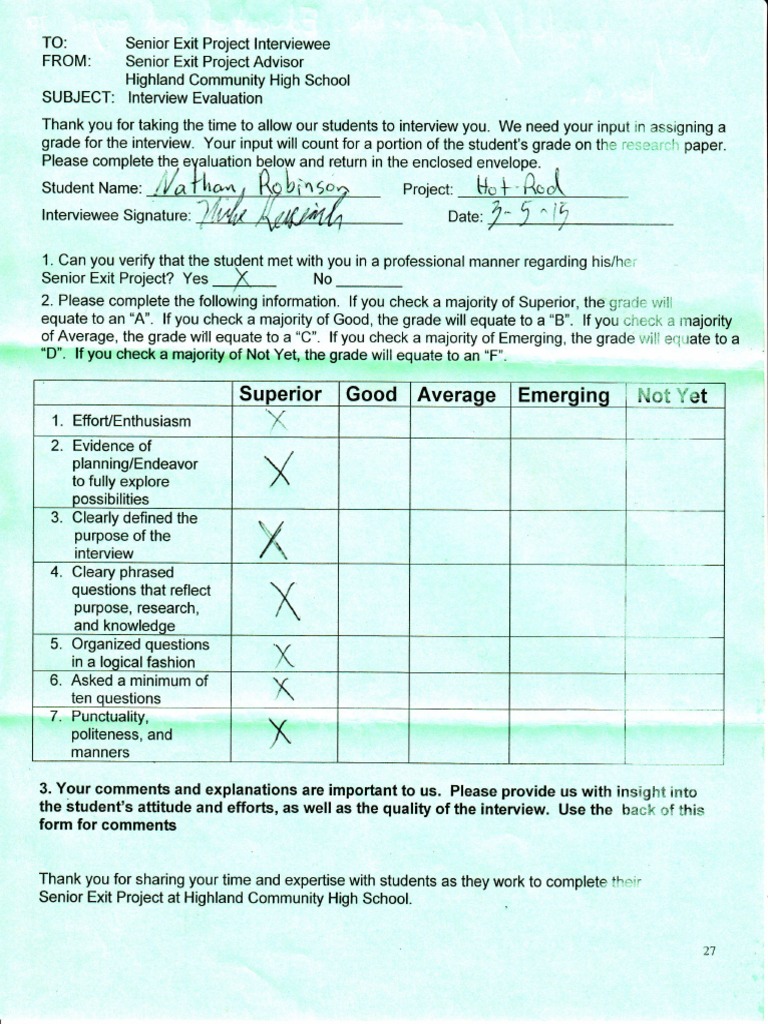 TO: Senior Exit Project Interviewee
FROM: Senior Exit Project Advisor
Highland Community High School
SUBJECT: Interview Evaluation
Thank you for taking the time to allow our students to interview you. We need your input in assigning a
grade for the interview. Your input will count for a portion of the student's grade on the research paper.
Please complete the evaluation below and return in the enclosed envelope.
Student Name: Nathan Robinson Project: Hot Rod
Interviewee Signature: Mike Date: 3-5-15
1. Can you verify that the student met with you in a professional manner regarding his/her
Senior Exit Project? Yes X No
2. Please complete the following information. If you check a majority of Superior, the grade will
equate to an "A". If you check a majority of Good, the grade will equate to a "B". If you check a majority
of Average, the grade will equate to a "C". If you check a majority of Emerging, the grade will equate to a
"D". If you check a majority of Not Yet, the grade will equate to an "F".
Superior Good Average Emerging Not Yet
1. Effort/Enthusiasm X
2. Evidence of
planning/Endeavor
to fully explore X
possibilities
3. Clearly defined the
purpose of the X
interview
4. Cleary phrased
questions that reflect
purpose, research, X
and knowledge
5. Organized questions
in a logical fashion X
6. Asked a minimum of X
ten questions
7. Punctuality,
politeness, and X
manners
3. Your comments and explanations are important to us. Please provide us with insight into
the student's attitude and efforts, as well as the quality of the interview. Use the back of this
form for comments
Thank you for sharing your time and expertise with students as they work to complete their
Senior Exit Project at Highland Community High School.
27